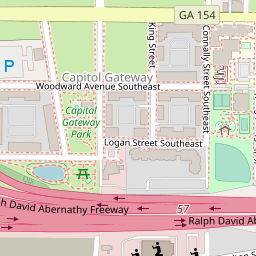 GA 154
King Street
Connally Street Southeast
P
Capitol Gateway
Woodward Avenue Southeast
Capitol
Gateway
Park
Logan Street Southeast
ph David Abernathy Freeway
57
Ralph David Ab